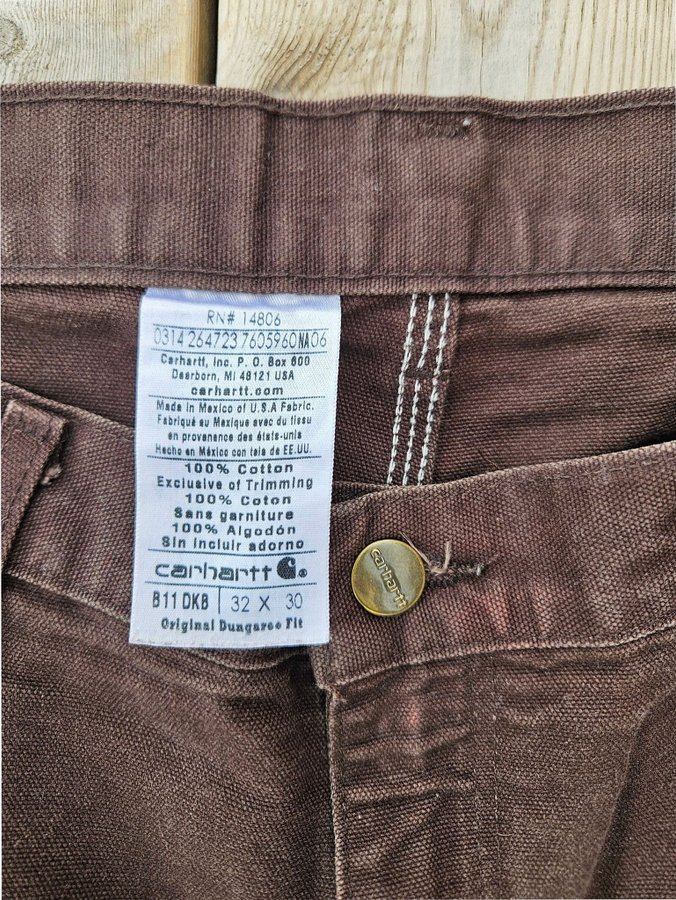 RN# 14806
0314 264723 7605960NA06
Carhartt, Inc. P. O. Box 600
Dearborn, MI 48121 USA
carhartt.com
Made in Mexico of U.S.A Fabric.
Fabriqué au Mexique avec du tissu
en provenance des états-unis
Hecho en México con tela de EE.UU.
100% Cotton
Exclusive of Trimming
100% Coton
Sans garniture
100% Algodón
Sin incluir adorno
carhartt
B11 DKB 32 X 30
Original Dungaree Fit
carhartt